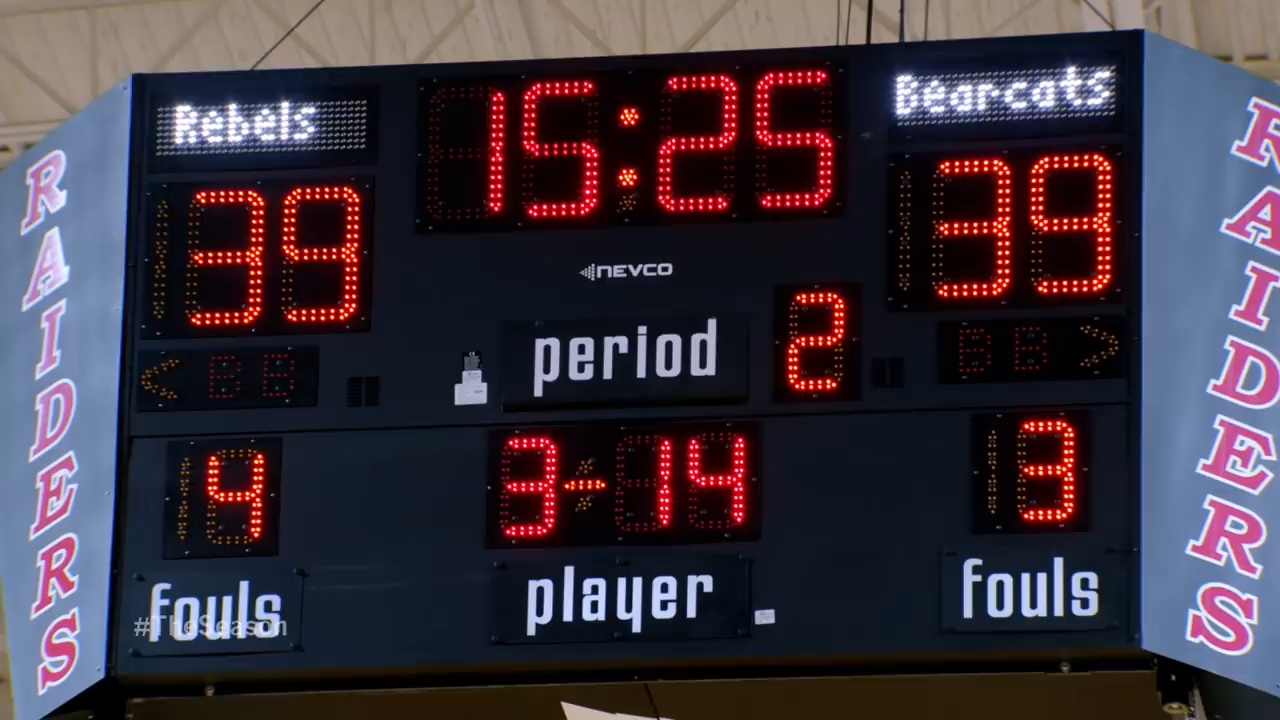 Rebels
15:25
Bearcats
39
39
NEVCO
period
2
4
3-14
3
fouls
player
fouls
#TheSeason
RAIDERS
RAIDERS